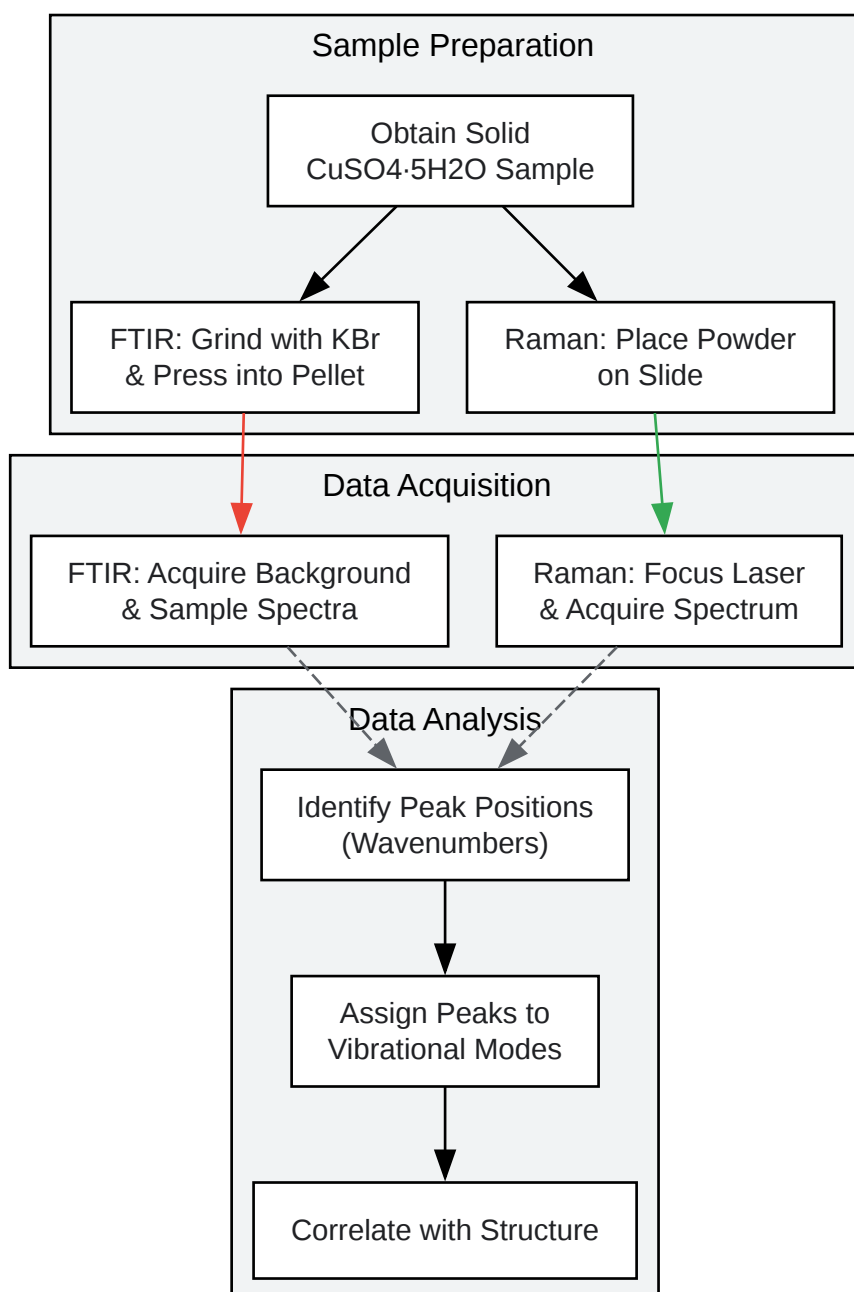 Sample Preparation
Obtain Solid
CuSO4·5H2O Sample
FTIR: Grind with KBr
& Press into Pellet
Raman: Place Powder
on Slide
Data Acquisition
FTIR: Acquire Background
& Sample Spectra
Raman: Focus Laser
& Acquire Spectrum
Data Analysis
Identify Peak Positions
(Wavenumbers)
Assign Peaks to
Vibrational Modes
Correlate with Structure